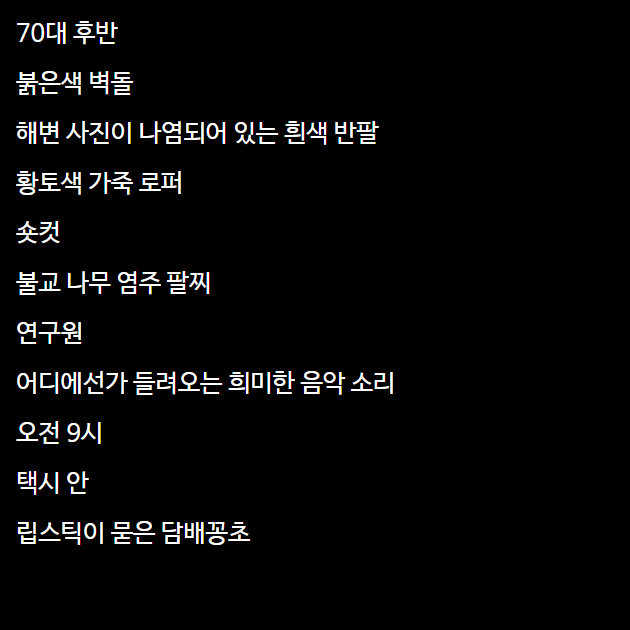 70대 후반
붉은색 벽돌
해변 사진이 나염되어 있는 흰색 반팔
황토색 가죽 로퍼
숏컷
불교 나무 염주 팔찌
연구원
어디에선가 들려오는 희미한 음악 소리
오전 9시
택시 안
립스틱이 묻은 담배꽁초